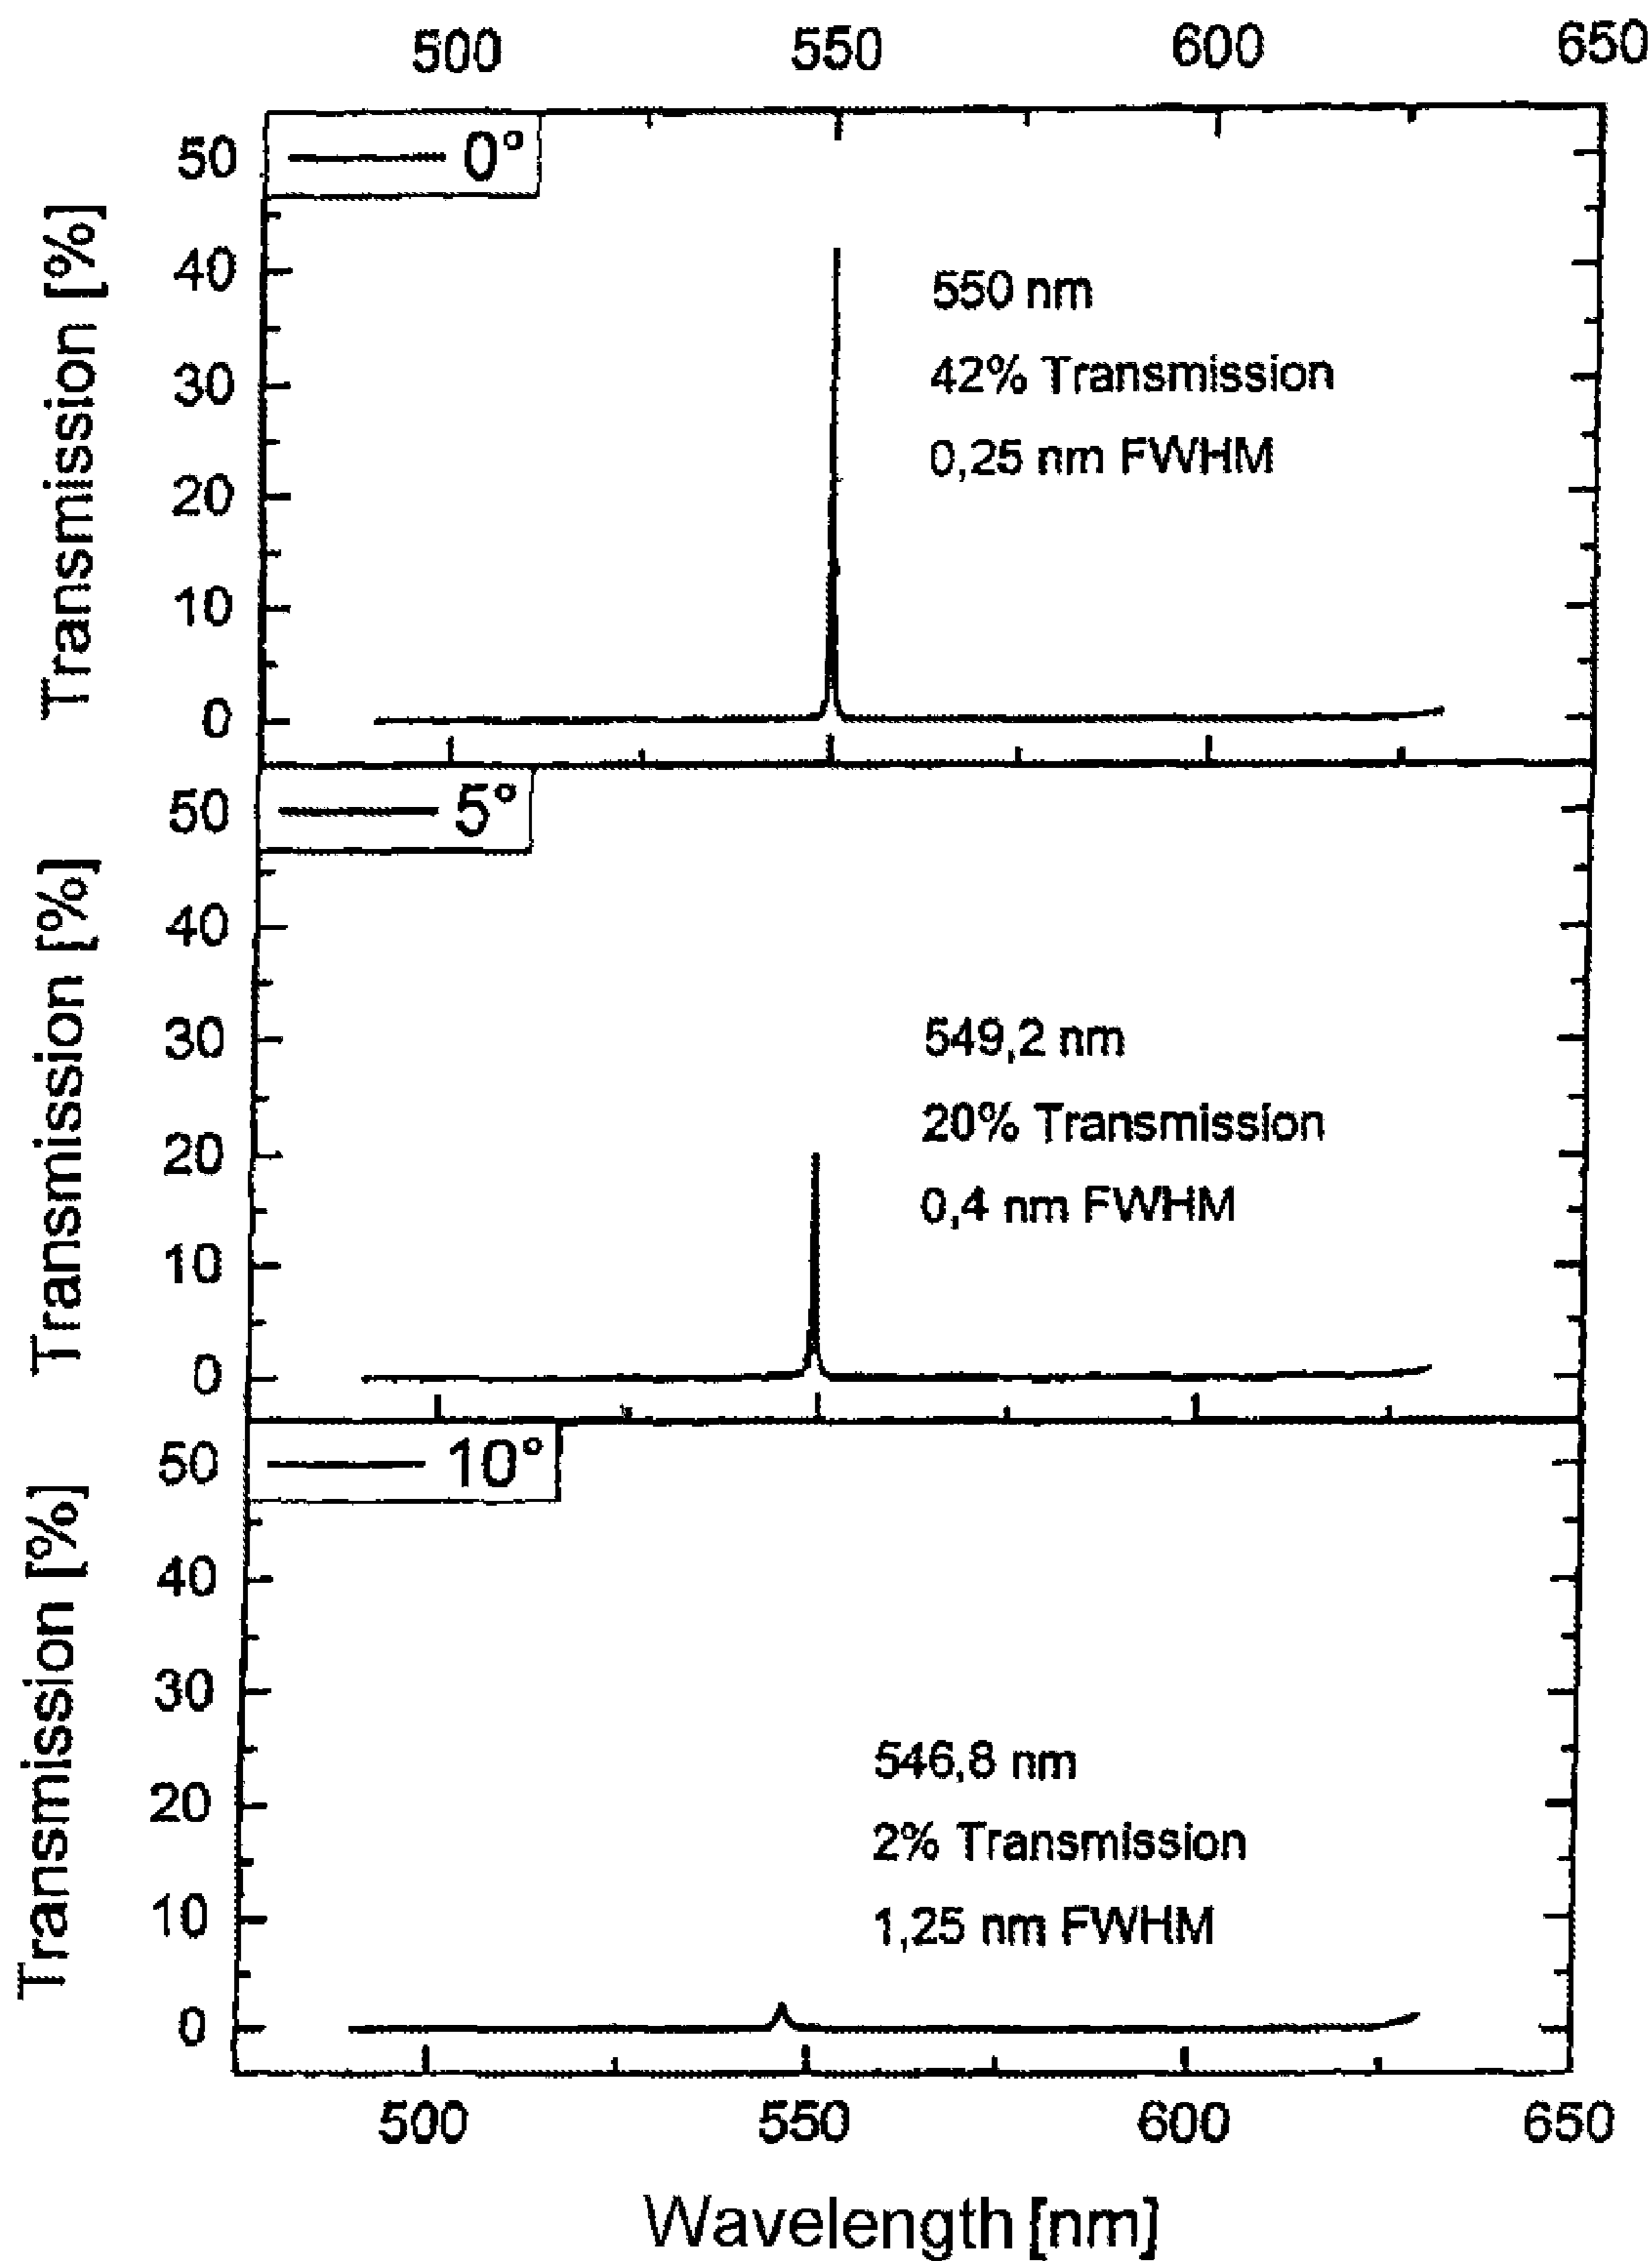 500 550 600 650
0°
50
40
30
20
10
0
Transmission [%]
550 nm
42% Transmission
0,25 nm FWHM
5°
50
40
30
20
10
0
Transmission [%]
549,2 nm
20% Transmission
0,4 nm FWHM
10°
50
40
30
20
10
0
Transmission [%]
546,8 nm
2% Transmission
1,25 nm FWHM
500 550 600 650
Wavelength [nm]